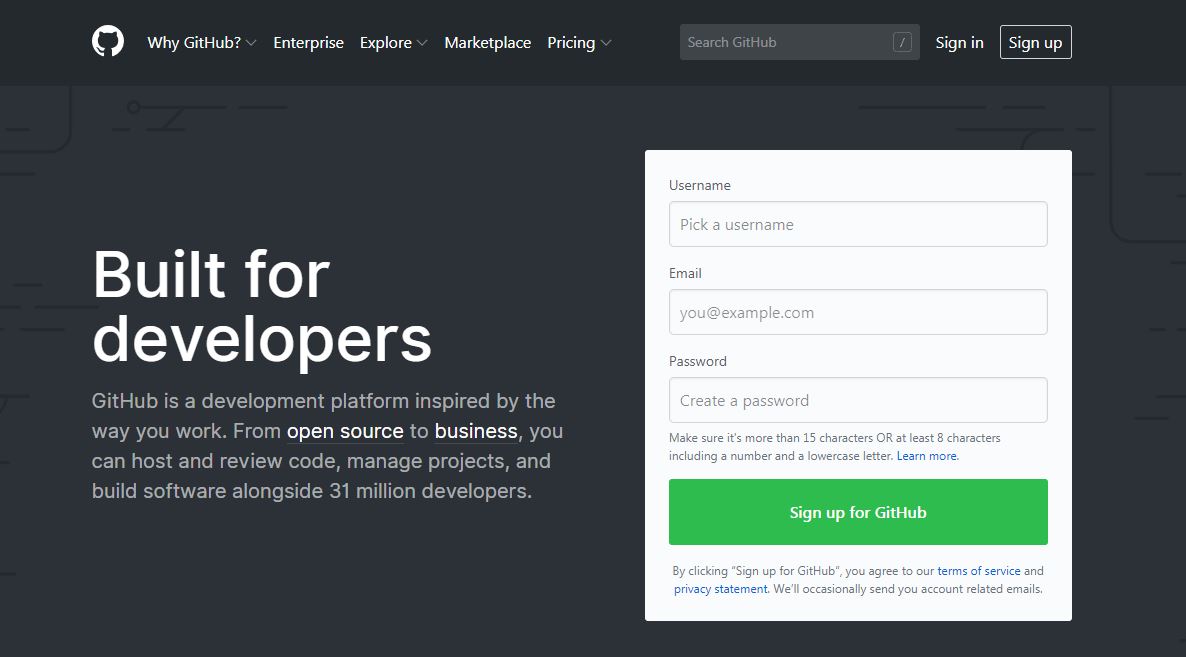 Why GitHub? Enterprise Explore Marketplace Pricing Search GitHub / Sign in Sign up
Built for
developers
GitHub is a development platform inspired by the
way you work. From open source to business, you
can host and review code, manage projects, and
build software alongside 31 million developers.
Username
Pick a username
Email
you@example.com
Password
Create a password
Make sure it's more than 15 characters OR at least 8 characters
including a number and a lowercase letter. Learn more.
Sign up for GitHub
By clicking “Sign up for GitHub”, you agree to our terms of service and
privacy statement. We’ll occasionally send you account related emails.